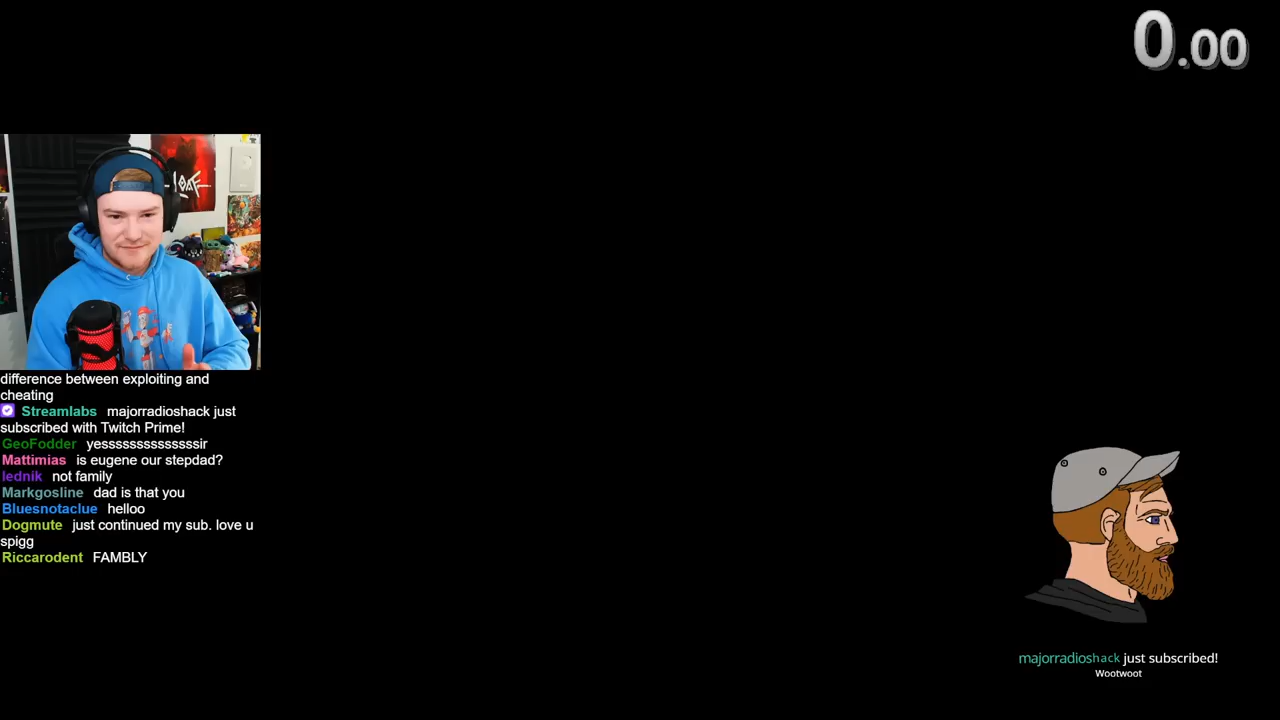 0.00
LOAF
difference between exploiting and
cheating
Streamlabs majorradioshack just
subscribed with Twitch Prime!
GeoFodder yesssssssssssssir
Mattimias is eugene our stepdad?
lednik not family
Markgosline dad is that you
Bluesnotaclue helloo
Dogmute just continued my sub. love u
spigg
Riccarodent FAMBLY
majorradioshack just subscribed!
Wootwoot